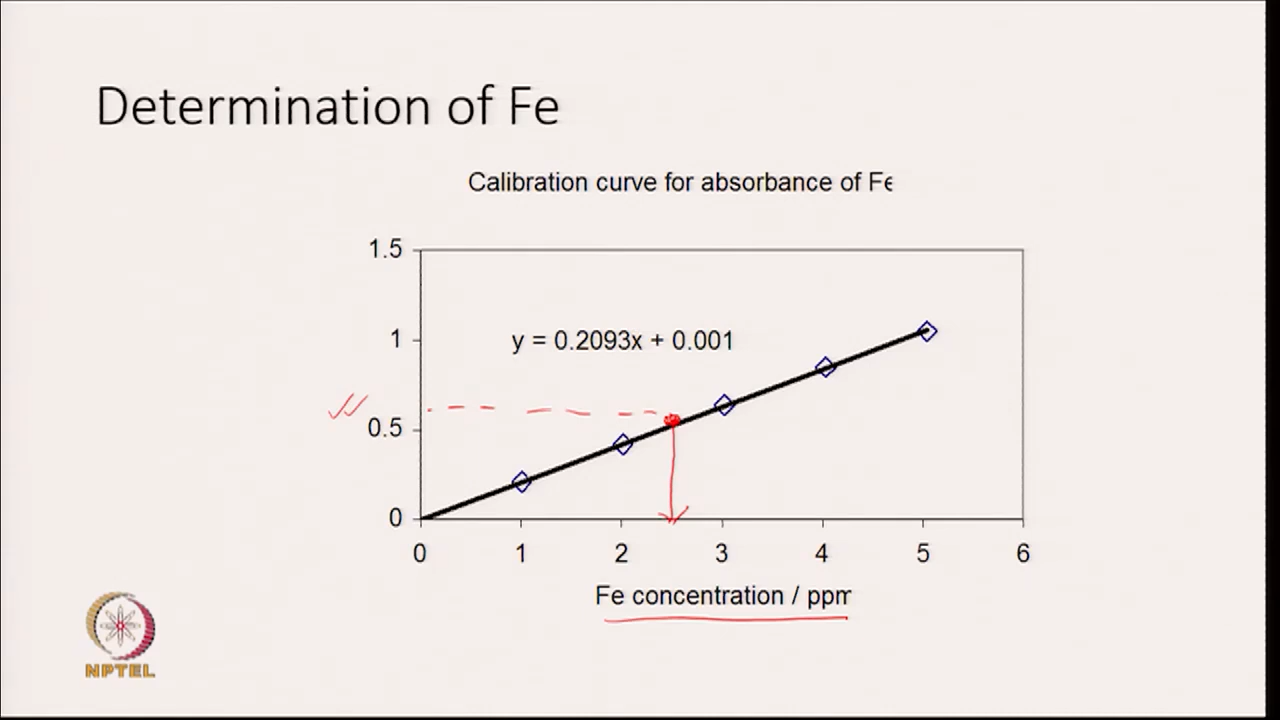 Determination of Fe
Calibration curve for absorbance of Fe
1.5
1
0.5
0
y = 0.2093x + 0.001
0 1 2 3 4 5 6
Fe concentration / ppm
NPTEL